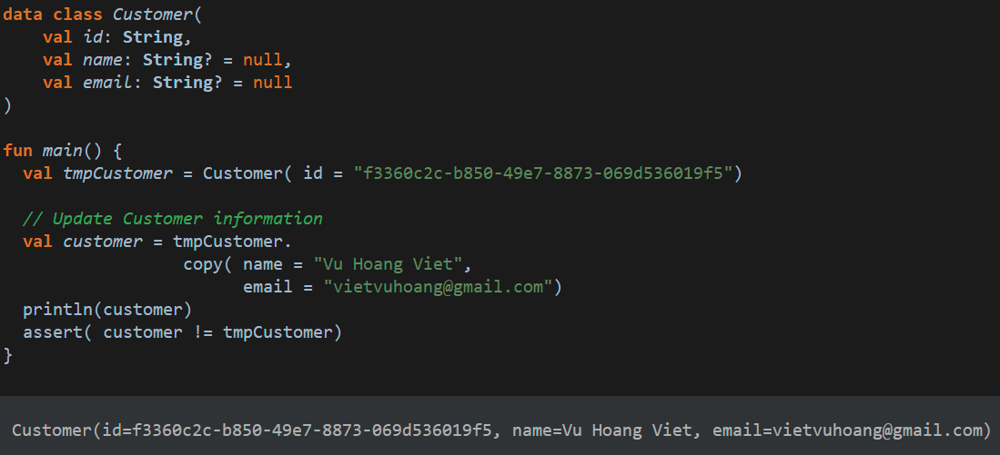 data class Customer(
    val id: String,
    val name: String? = null,
    val email: String? = null
)
fun main() {
  val tmpCustomer = Customer( id = "f3360c2c-b850-49e7-8873-069d536019f5")
  // Update Customer information
  val customer = tmpCustomer.
                  copy( name = "Vu Hoang Viet",
                        email = "vietvuhoang@gmail.com")
  println(customer)
  assert( customer != tmpCustomer)
}
Customer(id=f3360c2c-b850-49e7-8873-069d536019f5, name=Vu Hoang Viet, email=vietvuhoang@gmail.com)